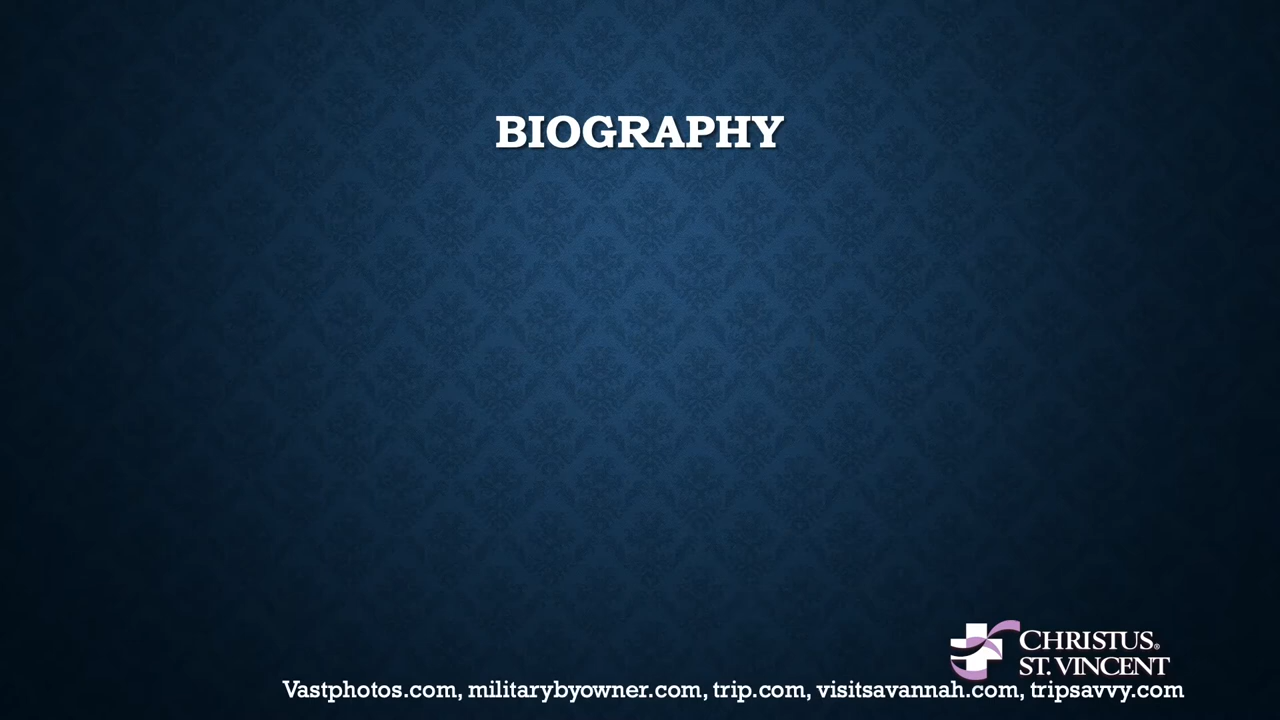 BIOGRAPHY
CHRISTUS®
ST. VINCENT
Vastphotos.com, militarybyowner.com, trip.com, visitsavannah.com, tripsavvy.com